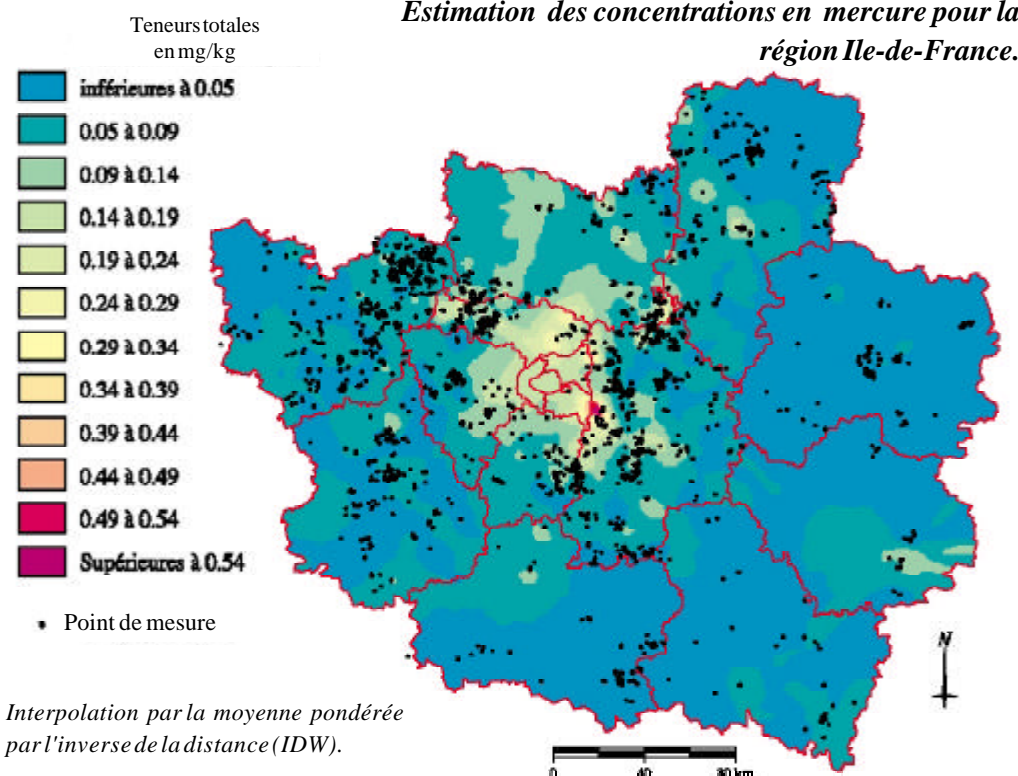 Teneurs totales
en mg/kg
Estimation des concentrations en mercure pour la
région Ile-de-France.
inférieures à 0.05
0.05 à 0.09
0.09 à 0.14
0.14 à 0.19
0.19 à 0.24
0.24 à 0.29
0.29 à 0.34
0.34 à 0.39
0.39 à 0.44
0.44 à 0.49
0.49 à 0.54
Supérieures à 0.54
Point de mesure
N
Interpolation par la moyenne pondérée
par l'inverse de la distance (IDW).
0 40 80 km